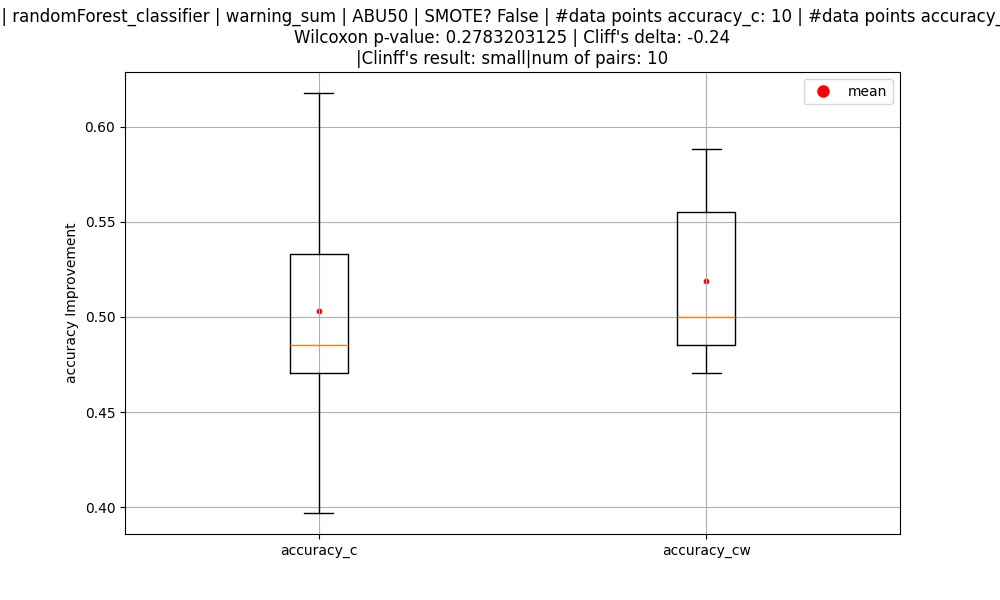 | randomForest_classifier | warning_sum | ABU50 | SMOTE? False | #data points accuracy_c: 10 | #data points accuracy_
Wilcoxon p-value: 0.2783203125 | Cliff's delta: -0.24
|Clinff's result: small|num of pairs: 10
mean
0.60
0.55
0.50
0.45
0.40
accuracy Improvement
accuracy_c
accuracy_cw